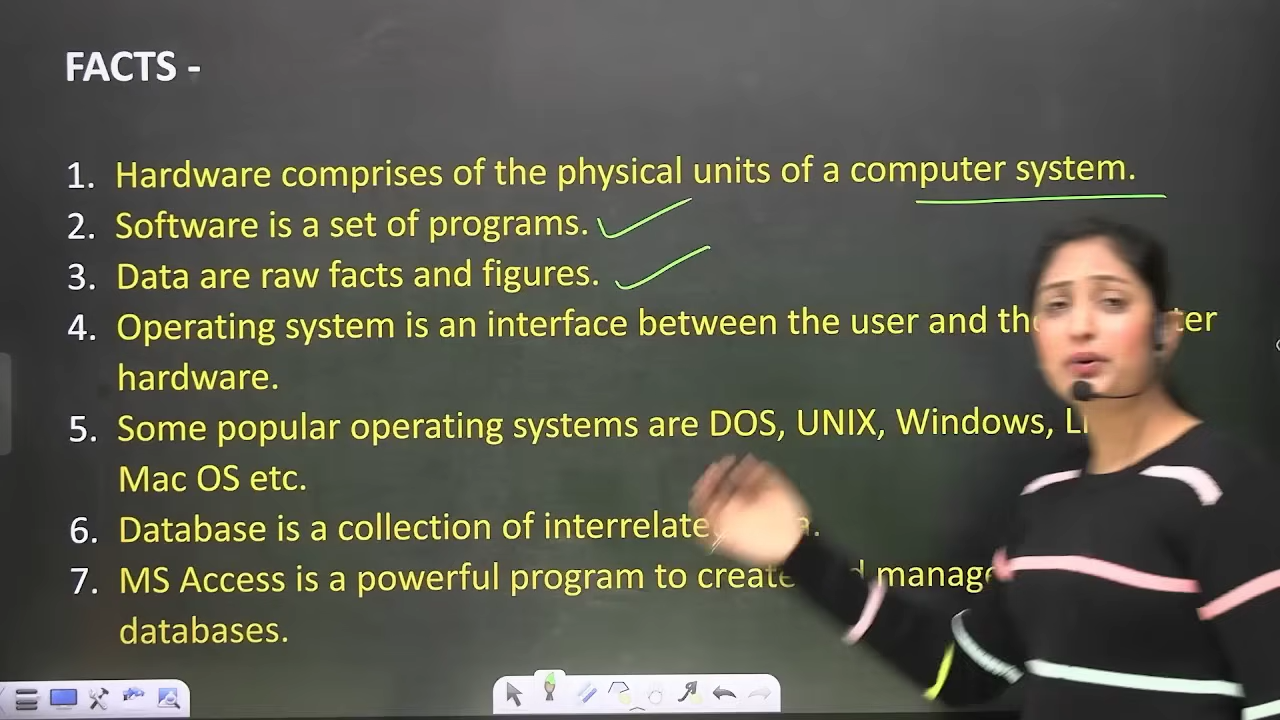 FACTS -
1. Hardware comprises of the physical units of a computer system.
2. Software is a set of programs.
3. Data are raw facts and figures.
4. Operating system is an interface between the user and the
hardware.
5. Some popular operating systems are DOS, UNIX, Windows,
Mac OS etc.
6. Database is a collection of
7. MS Access is a powerful program to create manage
databases.